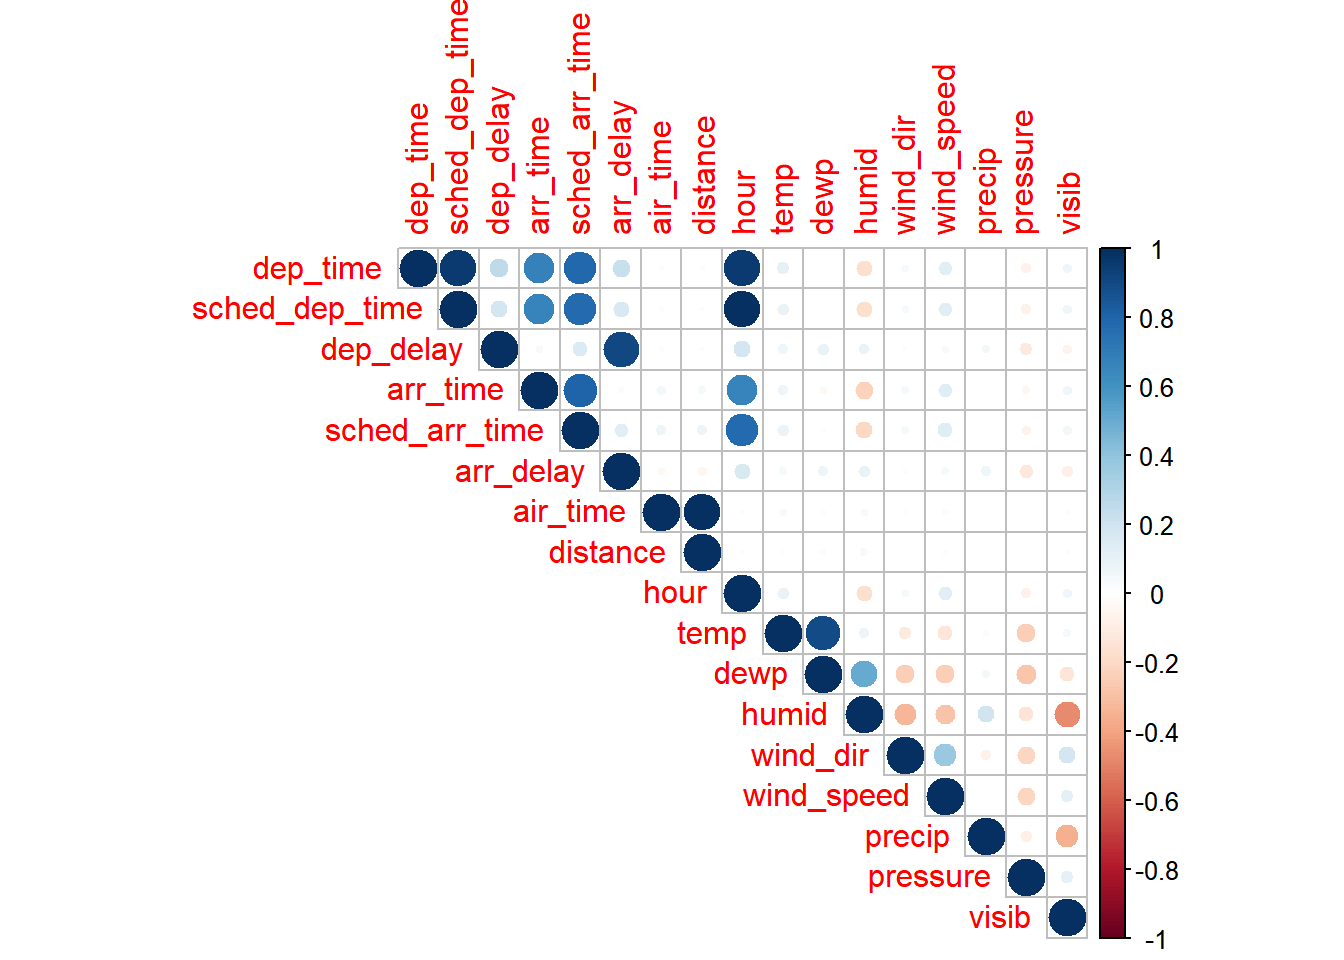 dep_time
sched_dep_time
dep_delay
arr_time
sched_arr_time
arr_delay
air_time
distance
hour
temp
dewp
humid
wind_dir
wind_speed
precip
pressure
visib
dep_time
sched_dep_time
dep_delay
arr_time
sched_arr_time
arr_delay
air_time
distance
hour
temp
dewp
humid
wind_dir
wind_speed
precip
pressure
visib
1
0.8
0.6
0.4
0.2
0
-0.2
-0.4
-0.6
-0.8
-1